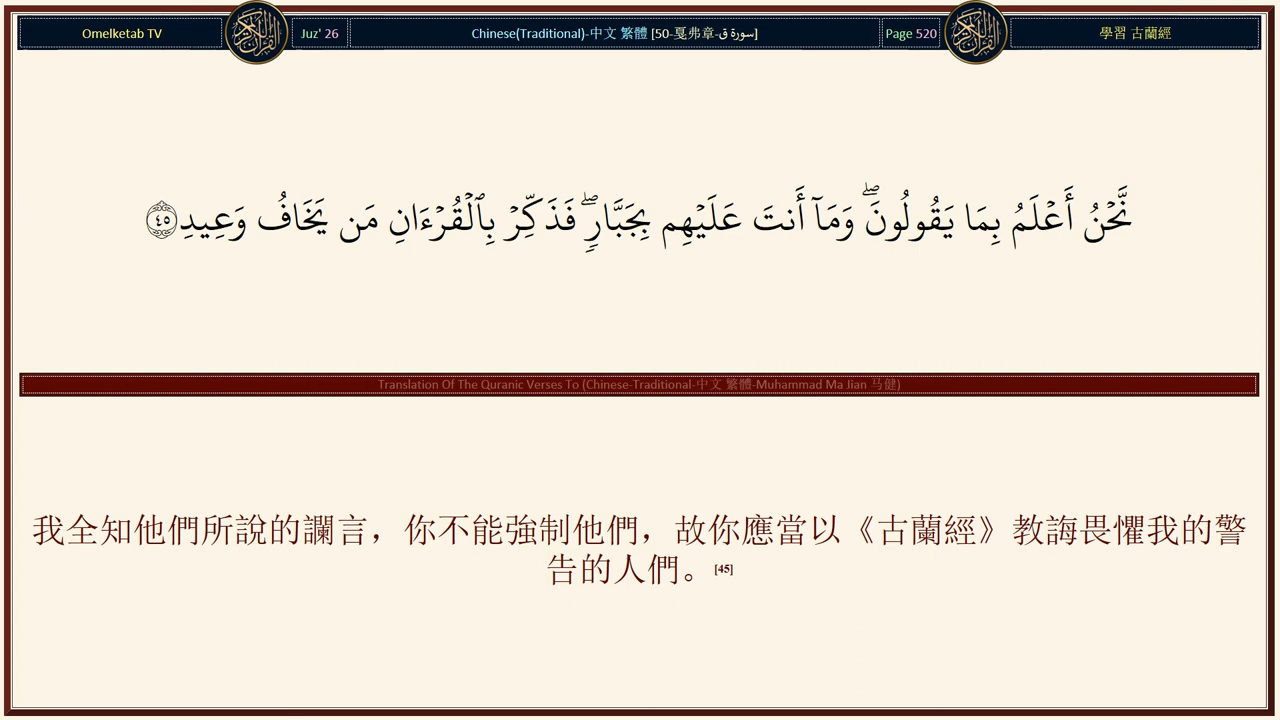 Omelketab TV
Juz' 26
Chinese(Traditional)-中文 繁體 [50-戛弗章-سورة ق]
Page 520
學習 古蘭經
نَّحۡنُ أَعۡلَمُ بِمَا يَقُولُونَۖ وَمَآ أَنتَ عَلَيۡهِم بِجَبَّارٖۖ فَذَكِّرۡ بِٱلۡقُرۡءَانِ مَن يَخَافُ وَعِيدِ ٤٥
Translation Of The Quranic Verses To (Chinese-Traditional-中文 繁體-Muhammad Ma Jian 马健)
我全知他們所說的讕言，你不能強制他們，故你應當以《古蘭經》教誨畏懼我的警
告的人們。[45]